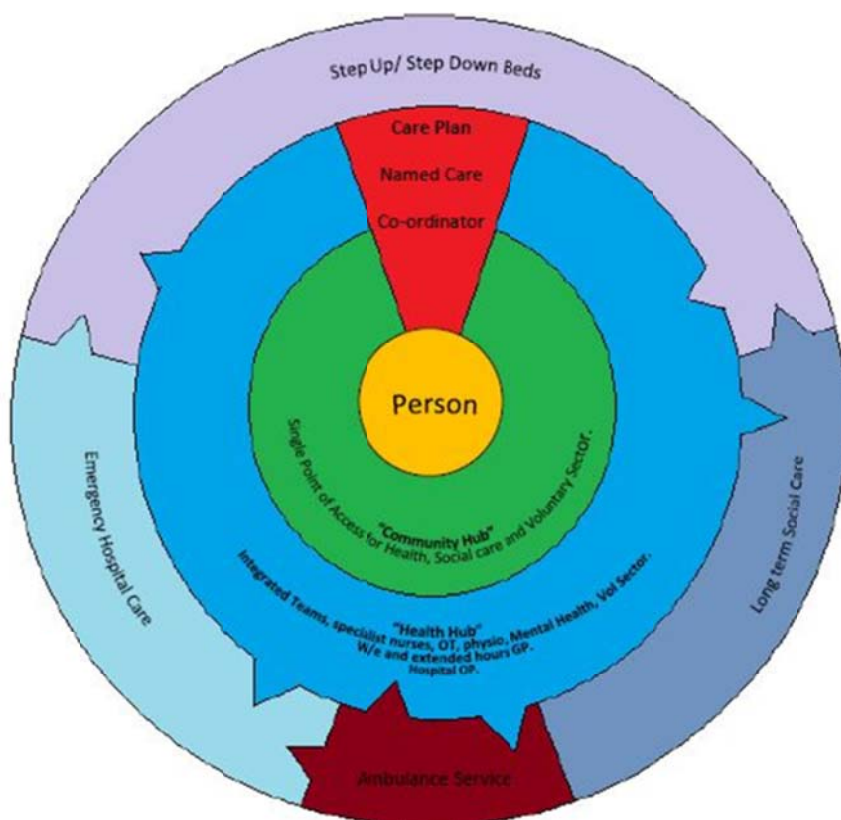 Step Up/ Step Down Beds
Care Plan
Named Care
Co-ordinator
Person
"Community Hub"
Single Point of Access for Health, Social care and Voluntary Sector.
"Health Hub"
Integrated Teams, specialist nurses, OT, physio, Mental Health, Vol Sector.
W/e and extended hours GP.
Hospital OP.
Emergency Hospital Care
Long term Social Care
Ambulance Service